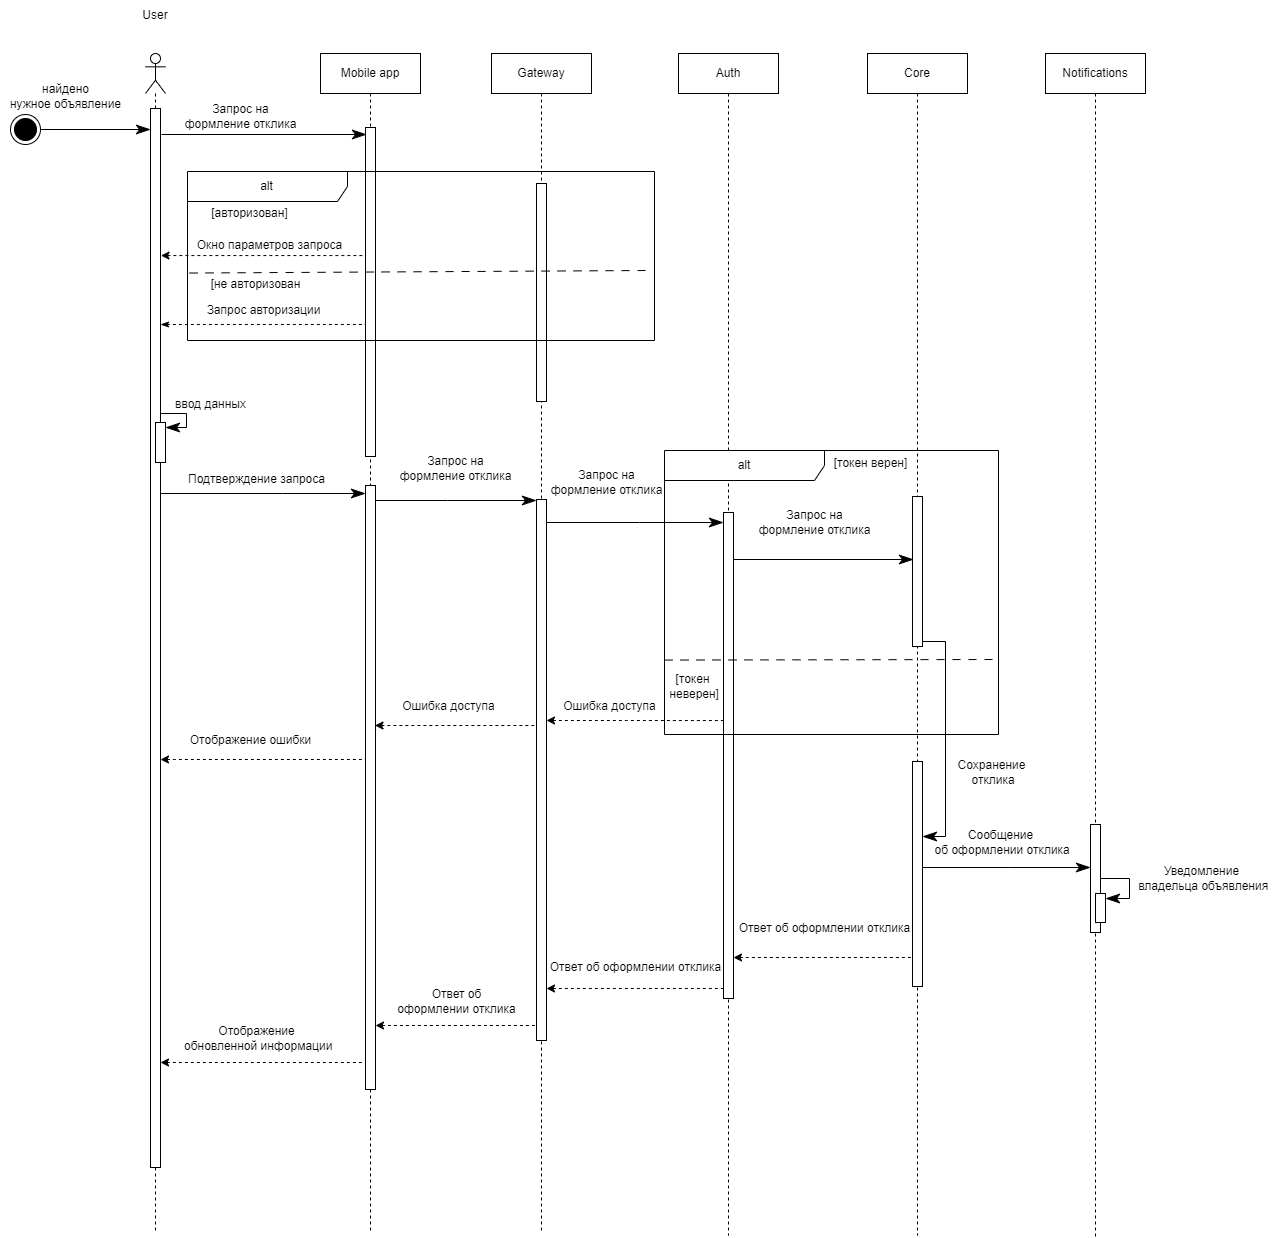 User
Mobile app
Gateway
Auth
Core
Notifications
найдено
нужное объявление
Запрос на
формление отклика
alt
[авторизован]
Окно параметров запроса
[не авторизован
Запрос авторизации
ввод данных
Подтверждение запроса
Запрос на
формление отклика
Запрос на
формление отклика
alt
[токен верен]
Запрос на
формление отклика
[токен
неверен]
Ошибка доступа
Ошибка доступа
Отображение ошибки
Сохранение
отклика
Сообщение
об оформлении отклика
Уведомление
владельца объявления
Ответ об оформлении отклика
Ответ об оформлении отклика
Ответ об
оформлении отклика
Отображение
обновленной информации